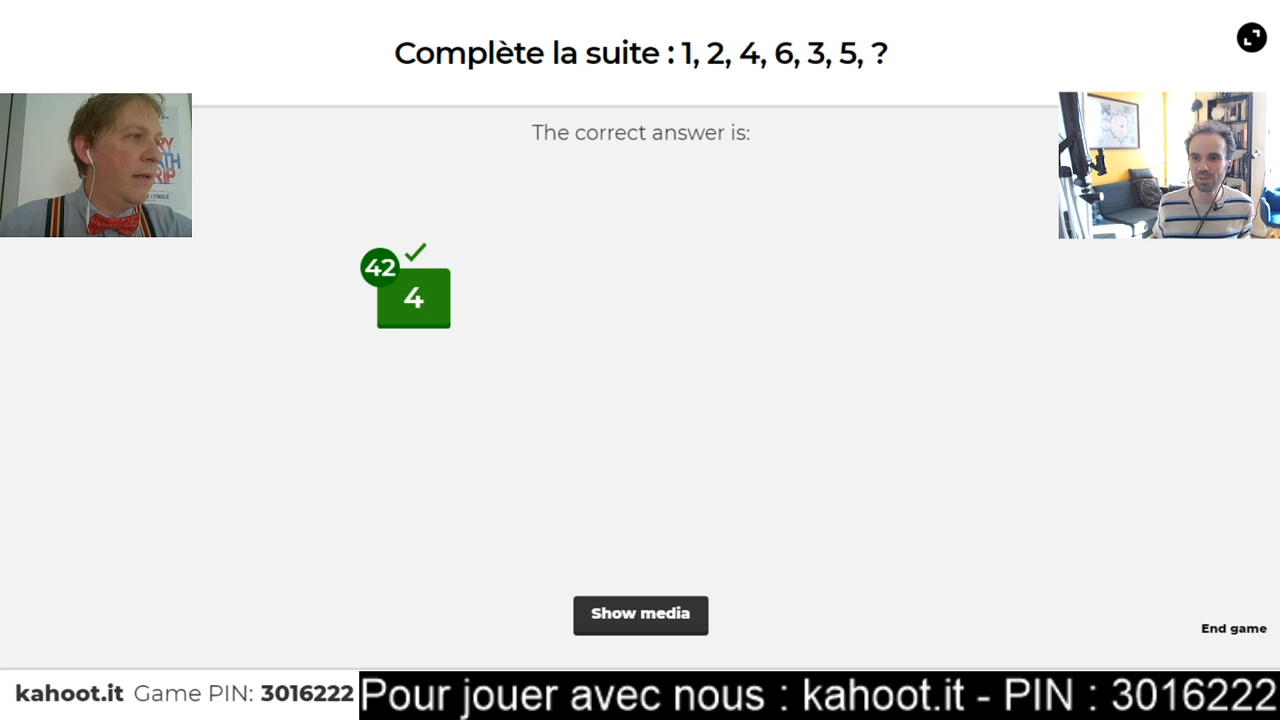 Complète la suite : 1, 2, 4, 6, 3, 5, ?
The correct answer is:
42
4
Show media
End game
kahoot.it Game PIN: 3016222
Pour jouer avec nous : kahoot.it - PIN : 3016222